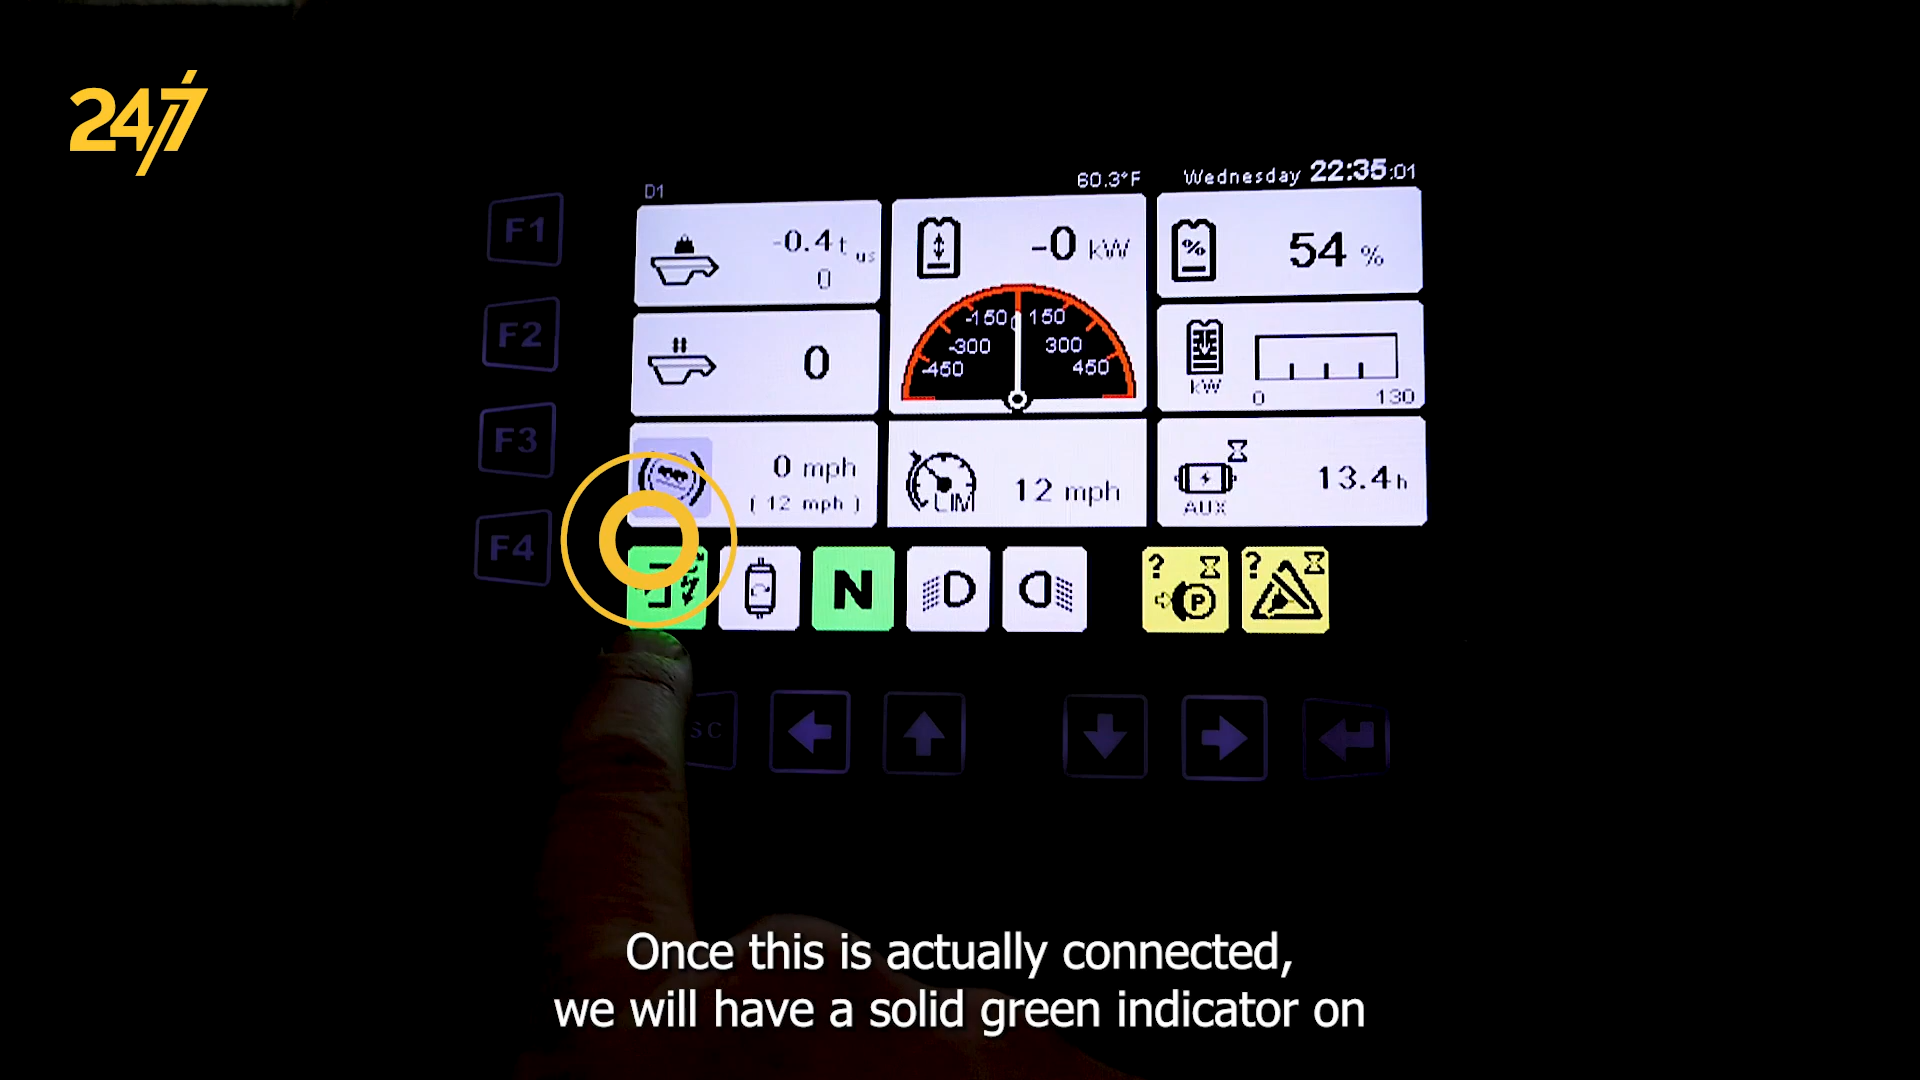 24/7
D1
60.3°F
Wednesday 22:35:01
F1
F2
F3
F4
-0.4 t us
0
-0 kW
-150 0 150
-300 300
-450 450
54 %
0
kW
0 130
0 mph
( 12 mph )
LIM
12 mph
AUX
13.4 h
N
D
? P
?
SC
Once this is actually connected,
we will have a solid green indicator on